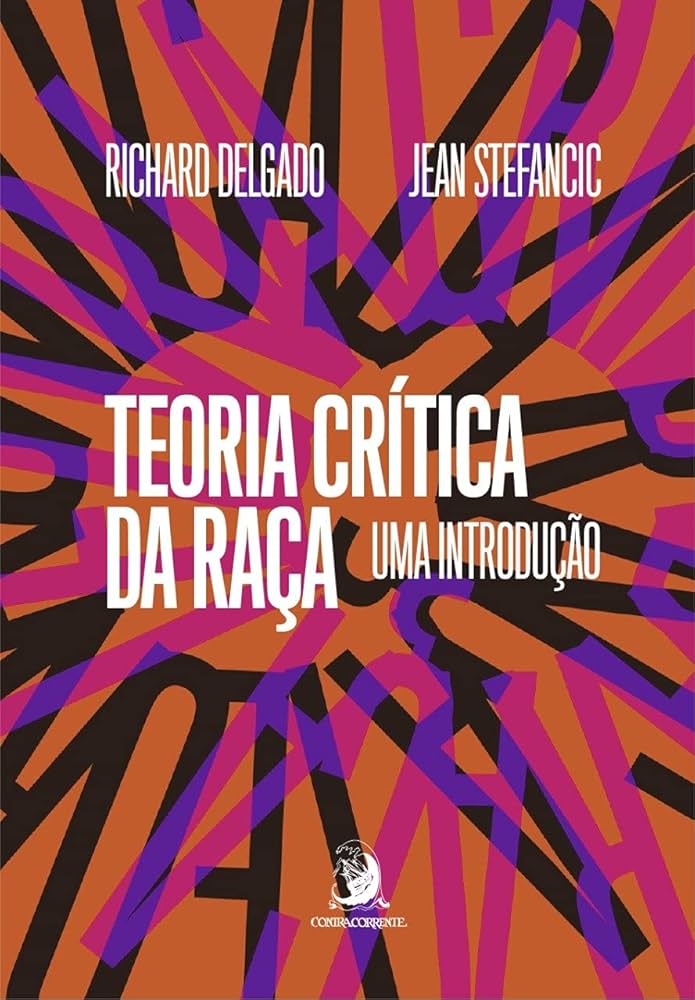 RICHARD DELGADO JEAN STEFANCIC
TEORIA CRÍTICA
DA RAÇA UMA INTRODUÇÃO
CONTRACORRENTE